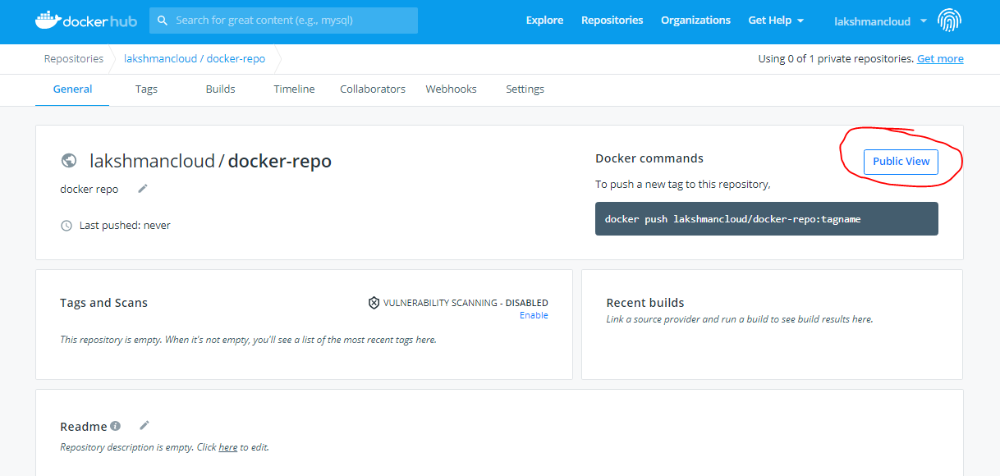 docker hub
Search for great content (e.g., mysql)
Explore Repositories Organizations Get Help lakshmancloud
Repositories lakshmancloud / docker-repo
Using 0 of 1 private repositories. Get more
General Tags Builds Timeline Collaborators Webhooks Settings
lakshmancloud / docker-repo
docker repo
Last pushed: never
Docker commands
Public View
To push a new tag to this repository,
docker push lakshmancloud/docker-repo:tagname
Tags and Scans
VULNERABILITY SCANNING - DISABLED
Enable
This repository is empty. When it's not empty, you'll see a list of the most recent tags here.
Recent builds
Link a source provider and run a build to see build results here.
Readme
Repository description is empty. Click here to edit.